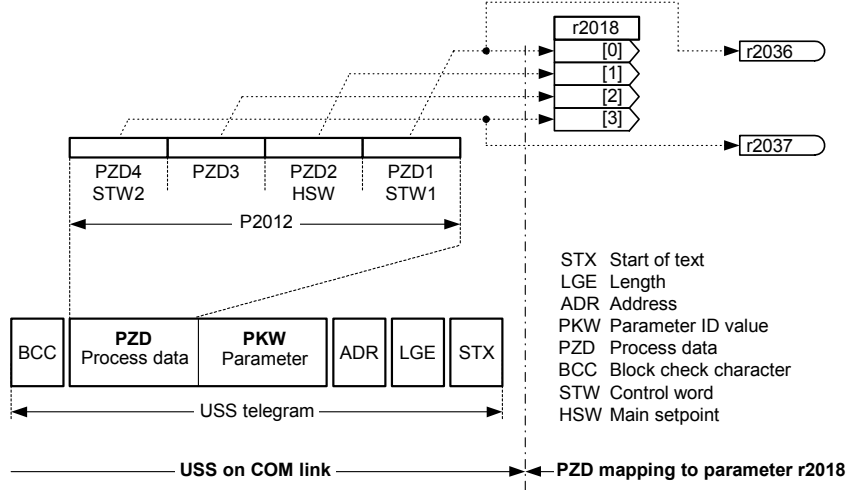 r2018
[0]
[1]
[2]
[3]
r2036
r2037
PZD4 PZD3 PZD2 PZD1
STW2 HSW STW1
P2012
STX Start of text
LGE Length
ADR Address
PKW Parameter ID value
PZD Process data
BCC Block check character
STW Control word
HSW Main setpoint
BCC PZD Process data PKW Parameter ADR LGE STX
USS telegram
USS on COM link PZD mapping to parameter r2018